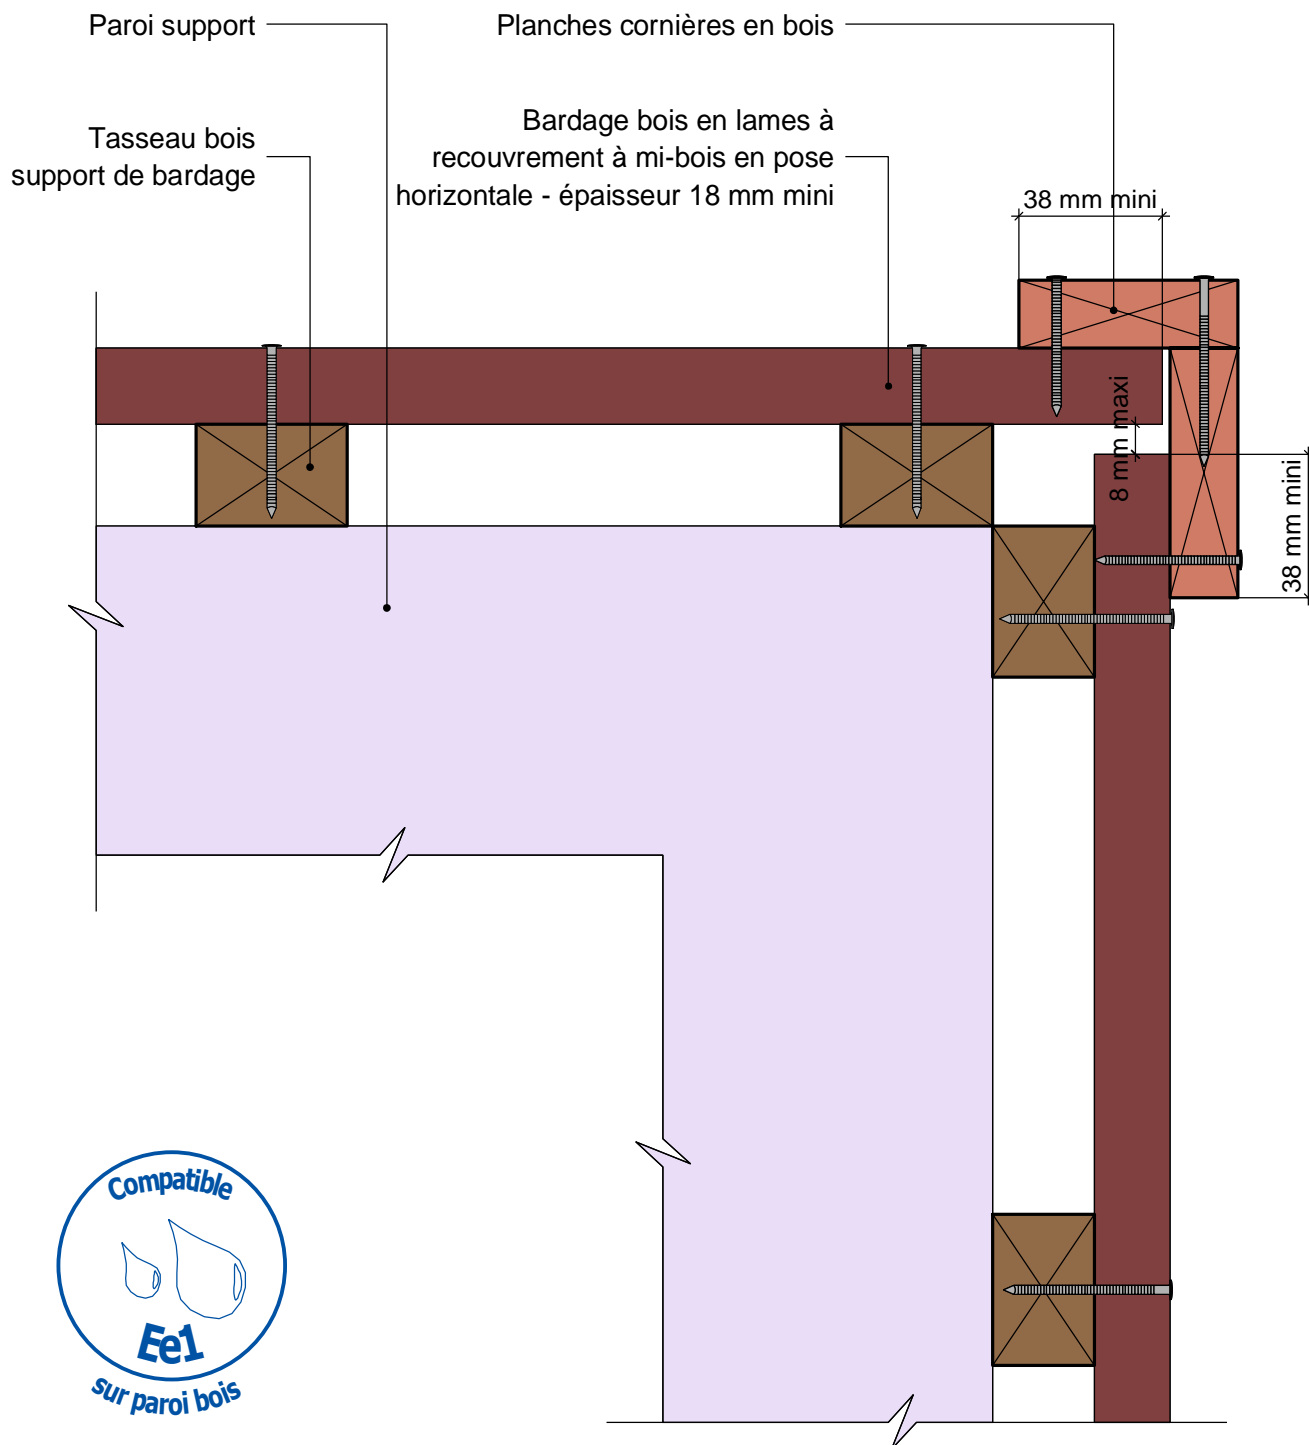 Paroi support
Planches cornières en bois
Tasseau bois
support de bardage
Bardage bois en lames à
recouvrement à mi-bois en pose
horizontale - épaisseur 18 mm mini
38 mm mini
8 mm maxi
38 mm mini
Compatible
Ee1
sur paroi bois